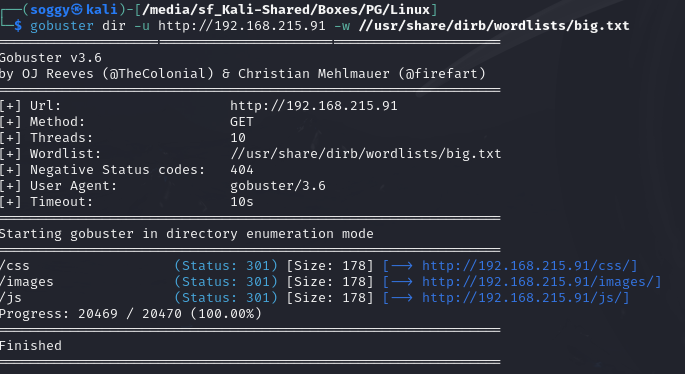 ┌──(soggy㉿kali)-[/media/sf_Kali-Shared/Boxes/PG/Linux]
└─$ gobuster dir -u http://192.168.215.91 -w //usr/share/dirb/wordlists/big.txt
===============================================================
Gobuster v3.6
by OJ Reeves (@TheColonial) & Christian Mehlmauer (@firefart)
===============================================================
[+] Url:                     http://192.168.215.91
[+] Method:                  GET
[+] Threads:                 10
[+] Wordlist:                //usr/share/dirb/wordlists/big.txt
[+] Negative Status codes:   404
[+] User Agent:              gobuster/3.6
[+] Timeout:                 10s
===============================================================
Starting gobuster in directory enumeration mode
===============================================================
/css                  (Status: 301) [Size: 178] [--> http://192.168.215.91/css/]
/images               (Status: 301) [Size: 178] [--> http://192.168.215.91/images/]
/js                   (Status: 301) [Size: 178] [--> http://192.168.215.91/js/]
Progress: 20469 / 20470 (100.00%)
===============================================================
Finished
===============================================================